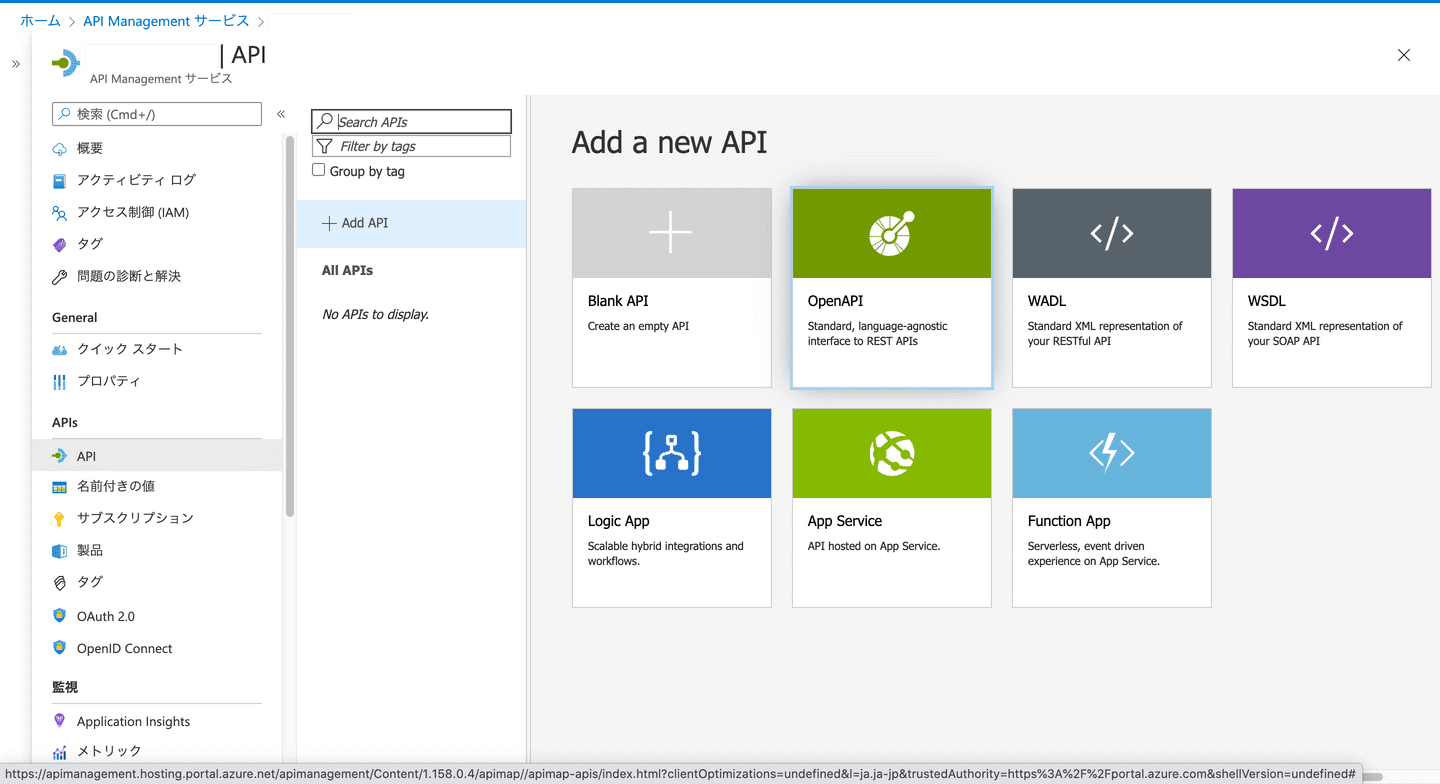 ホーム > API Management サービス >
| API
API Management サービス
検索 (Cmd+/)
概要
アクティビティ ログ
アクセス制御 (IAM)
タグ
問題の診断と解決
General
クイック スタート
プロパティ
APIs
API
名前付きの値
サブスクリプション
製品
タグ
OAuth 2.0
OpenID Connect
監視
Application Insights
メトリック
Search APIs
Filter by tags
Group by tag
Add API
All APIs
No APIs to display.
Add a new API
Blank API
Create an empty API
OpenAPI
Standard, language-agnostic
interface to REST APIs
WADL
Standard XML representation of
your RESTful API
WSDL
Standard XML representation of
your SOAP API
Logic App
Scalable hybrid integrations and
workflows.
App Service
API hosted on App Service.
Function App
Serverless, event driven
experience on App Service.
https://apimanagement.hosting.portal.azure.net/apimanagement/Content/1.158.0.4/apimap//apimap-apis/index.html?clientOptimizations=undefined&l=ja.ja-jp&trustedAuthority=https%3A%2F%2Fportal.azure.com&shellVersion=undefined#